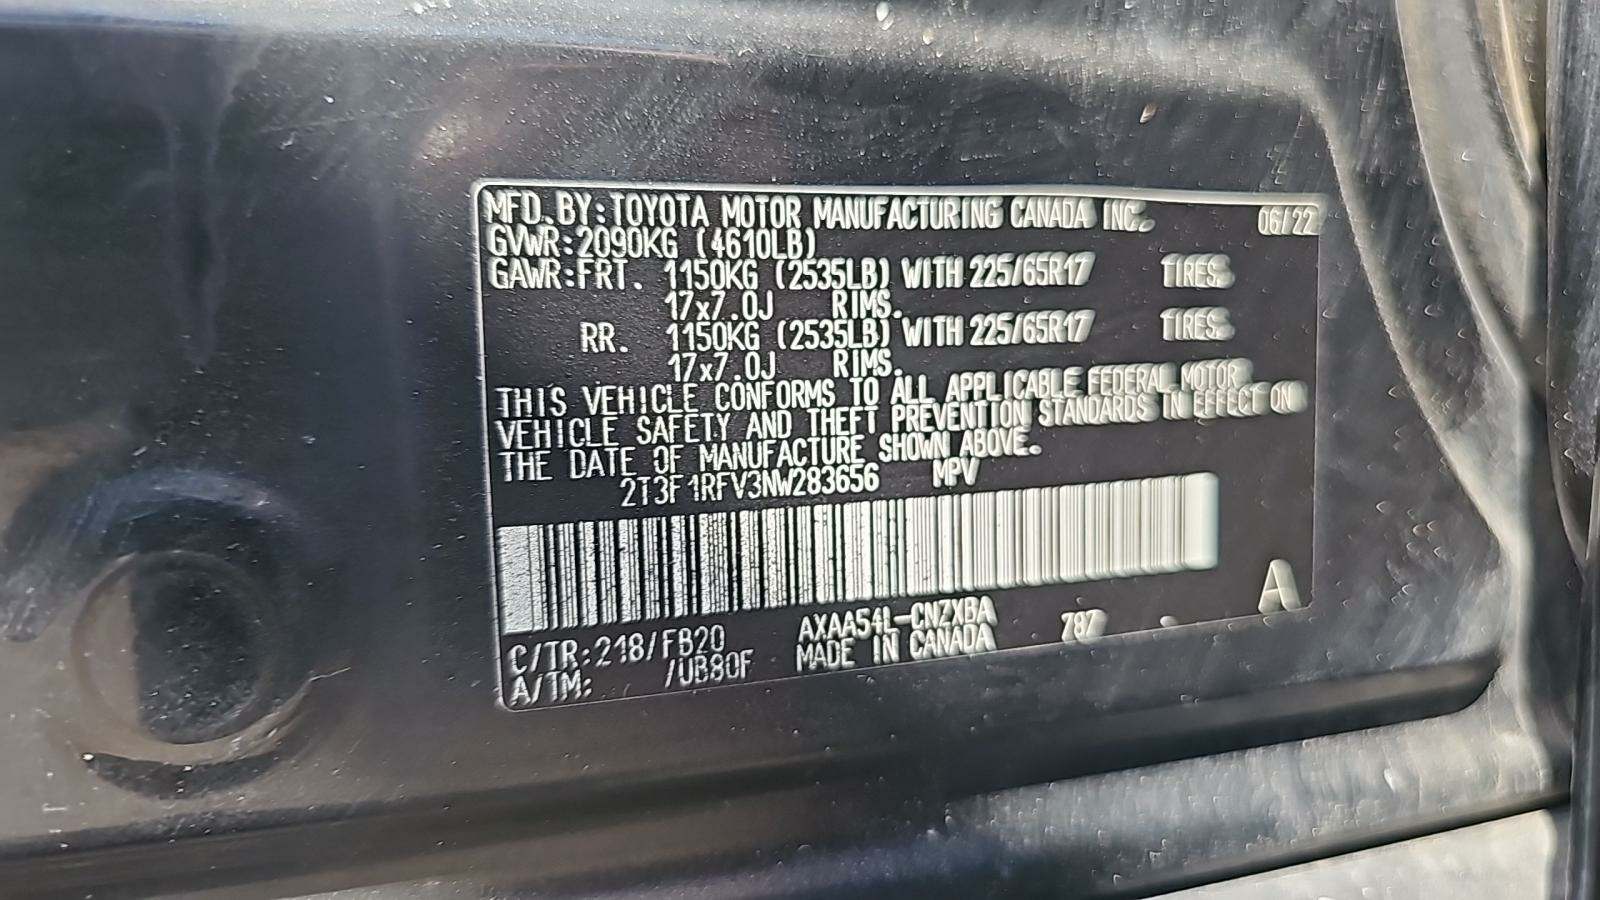 MFD. BY: TOYOTA MOTOR MANUFACTURING CANADA INC. 06/22
GVWR: 2090KG (4610LB)
GAWR: FRT. 1150KG (2535LB) WITH 225/65R17 TIRES
17x7.0J RIMS.
RR. 1150KG (2535LB) WITH 225/65R17 TIRES
17x7.0J RIMS.
THIS VEHICLE CONFORMS TO ALL APPLICABLE FEDERAL MOTOR
VEHICLE SAFETY AND THEFT PREVENTION STANDARDS IN EFFECT ON
THE DATE OF MANUFACTURE SHOWN ABOVE.
2T3F1RFV3NW283656 MPV
A
C/TR: 218/FB20 AXAA54L-CNZXBA 787
A/TM: /UB80F MADE IN CANADA